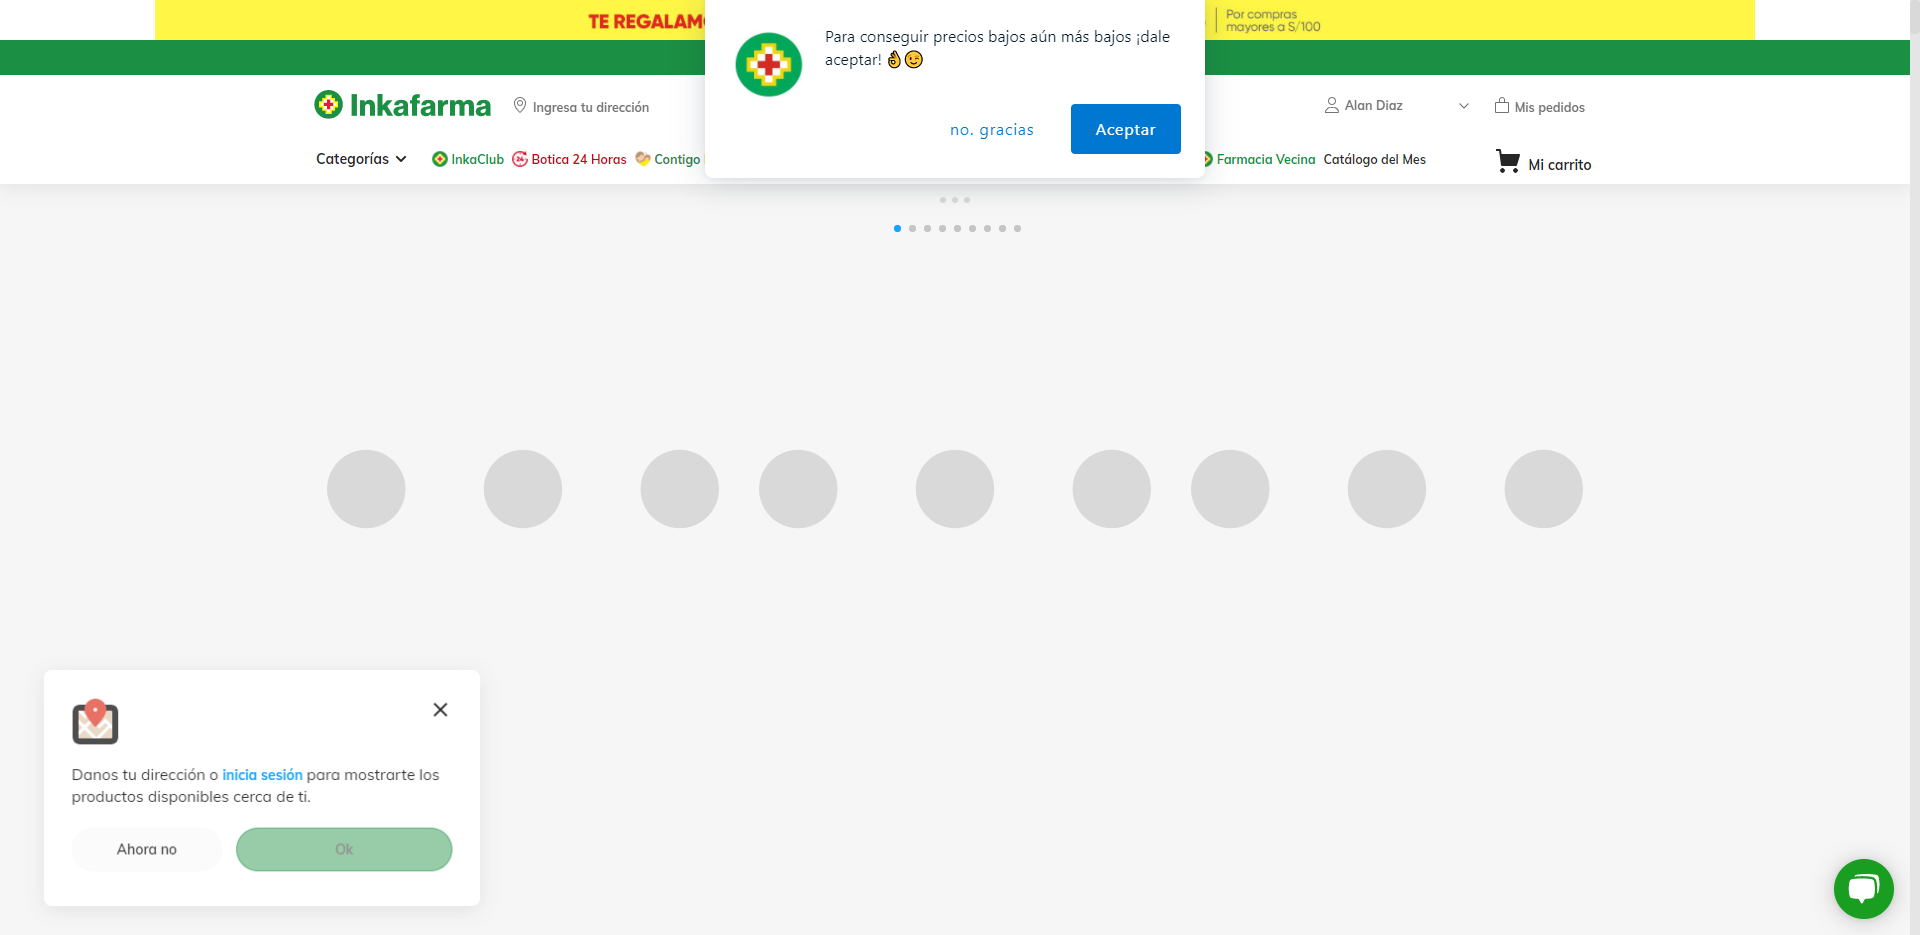 TE REGALAM
Por compras
mayores a S/100
Para conseguir precios bajos aún más bajos ¡dale
aceptar! 👌😉
no. gracias
Aceptar
Inkafarma
Ingresa tu dirección
Alan Diaz
Mis pedidos
Categorías
InkaClub
Botica 24 Horas
Contigo
Farmacia Vecina
Catálogo del Mes
Mi carrito
Danos tu dirección o inicia sesión para mostrarte los
productos disponibles cerca de ti.
Ahora no
Ok